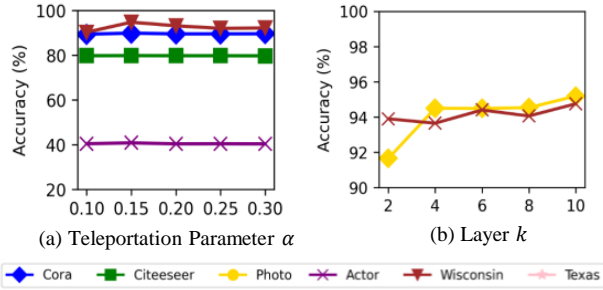 100
80
60
40
20
Accuracy (%)
0.10 0.15 0.20 0.25 0.30
(a) Teleportation Parameter α
100
98
96
94
92
90
Accuracy (%)
2 4 6 8 10
(b) Layer k
Cora Citeeseer Photo Actor Wisconsin Texas